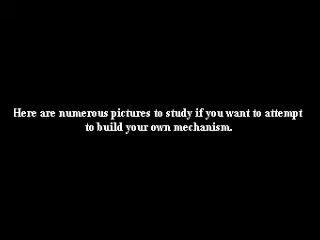 Here are numerous pictures to study if you want to attempt
to build your own mechanism.